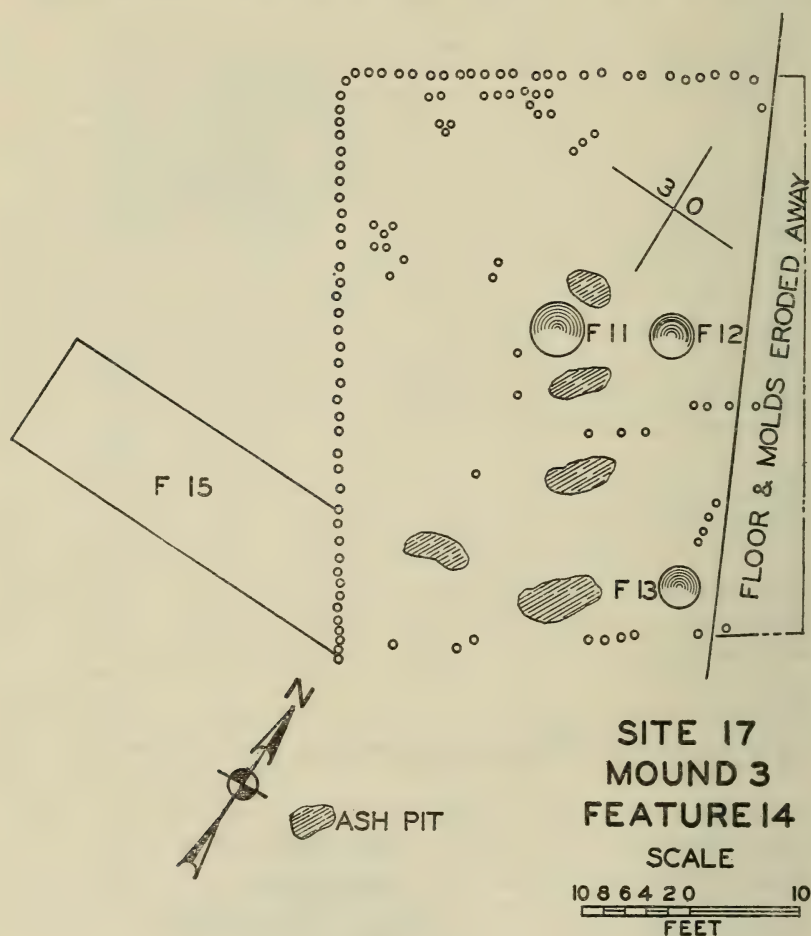 3
0
F 11
F 12
FLOOR & MOLDS ERODED AWAY
F 15
F 13
N
ASH PIT
SITE 17
MOUND 3
FEATURE 14
SCALE
10 8 6 4 2 0 10
FEET